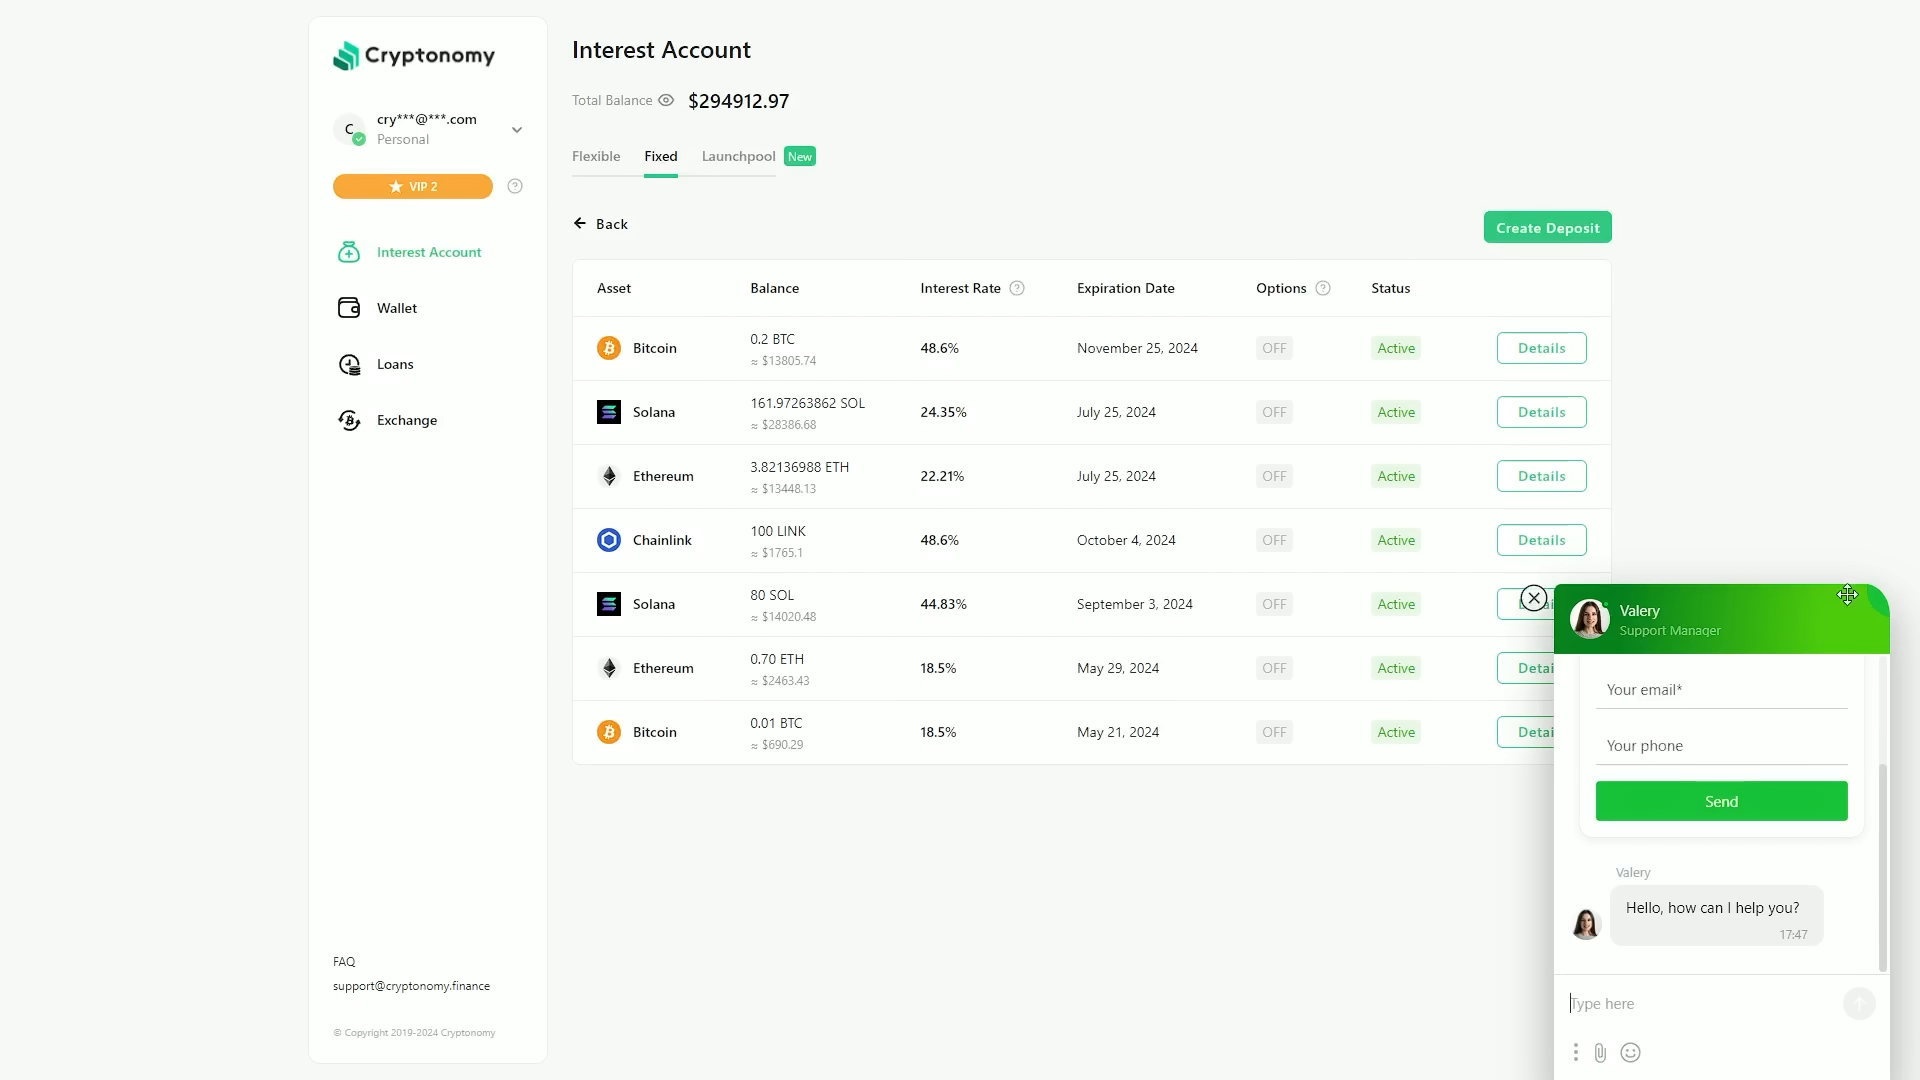 Cryptonomy
C
cry***@***.com
Personal
VIP 2
Interest Account
Wallet
Loans
Exchange
FAQ
support@cryptonomy.finance
© Copyright 2019-2024 Cryptonomy
Interest Account
Total Balance $294912.97
Flexible Fixed Launchpool New
Back
Create Deposit
Asset Balance Interest Rate Expiration Date Options Status
Bitcoin 0.2 BTC 48.6% November 25, 2024 OFF Active Details
≈ $13805.74
Solana 161.97263862 SOL 24.35% July 25, 2024 OFF Active Details
≈ $28386.68
Ethereum 3.82136988 ETH 22.21% July 25, 2024 OFF Active Details
≈ $13448.13
Chainlink 100 LINK 48.6% October 4, 2024 OFF Active Details
≈ $1765.1
Solana 80 SOL 44.83% September 3, 2024 OFF Active
≈ $14020.48
Ethereum 0.70 ETH 18.5% May 29, 2024 OFF Active Detai
≈ $2463.43
Bitcoin 0.01 BTC 18.5% May 21, 2024 OFF Active Detai
≈ $690.29
Valery
Support Manager
Your email*
Your phone
Send
Valery
Hello, how can I help you?
17:47
Type here